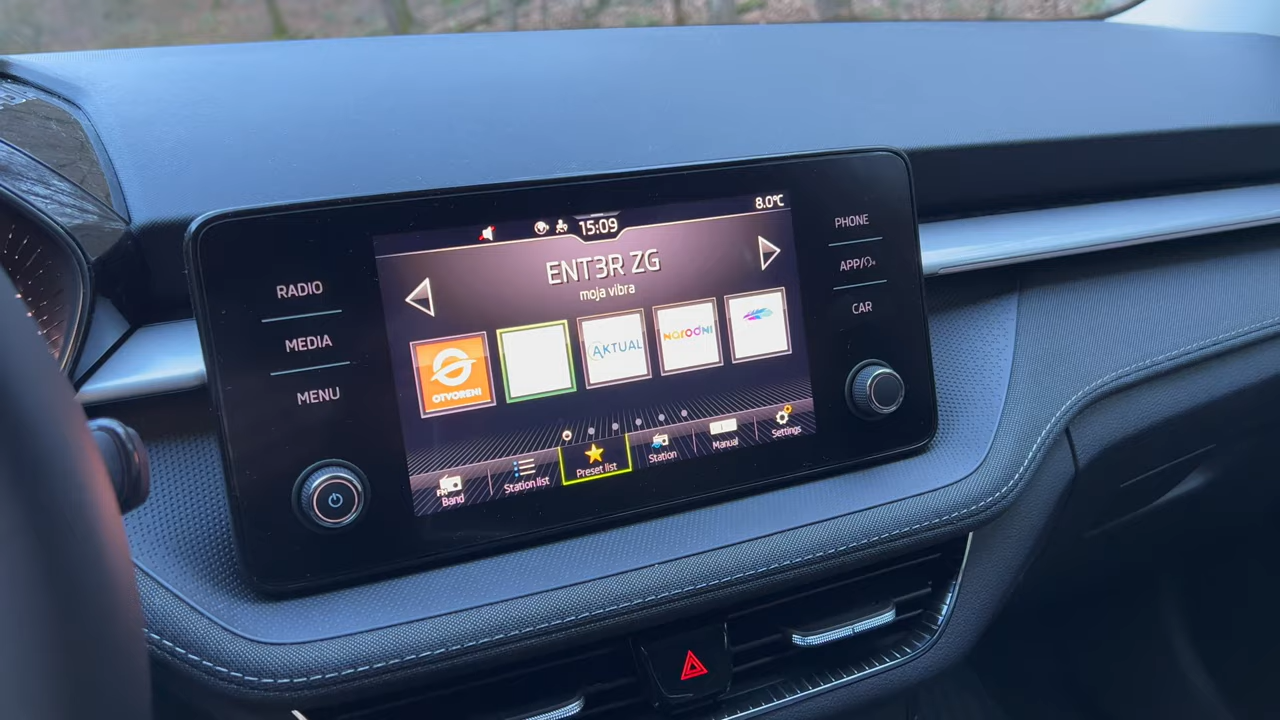 15:09
8.0°C
ENT3R ZG
moja vibra
RADIO
MEDIA
MENU
PHONE
APP/
CAR
OTVORENI
AKTUAL
NARODNI
FM
Band
Station list
Preset list
Station
Manual
Settings